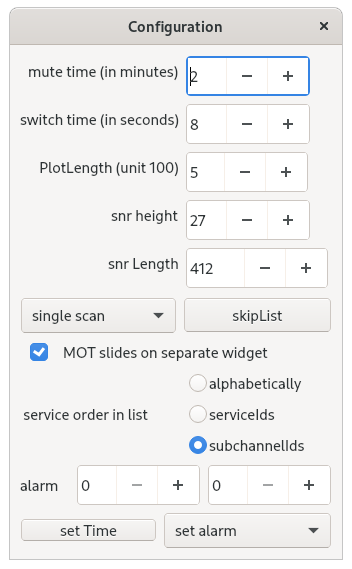 Configuration ×
mute time (in minutes) 2 − +
switch time (in seconds) 8 − +
PlotLength (unit 100) 5 − +
snr height 27 − +
snr Length 412 − +
single scan skipList
MOT slides on separate widget
alphabetically
service order in list serviceIds
subchannelIds
alarm 0 − + 0 − +
set Time set alarm